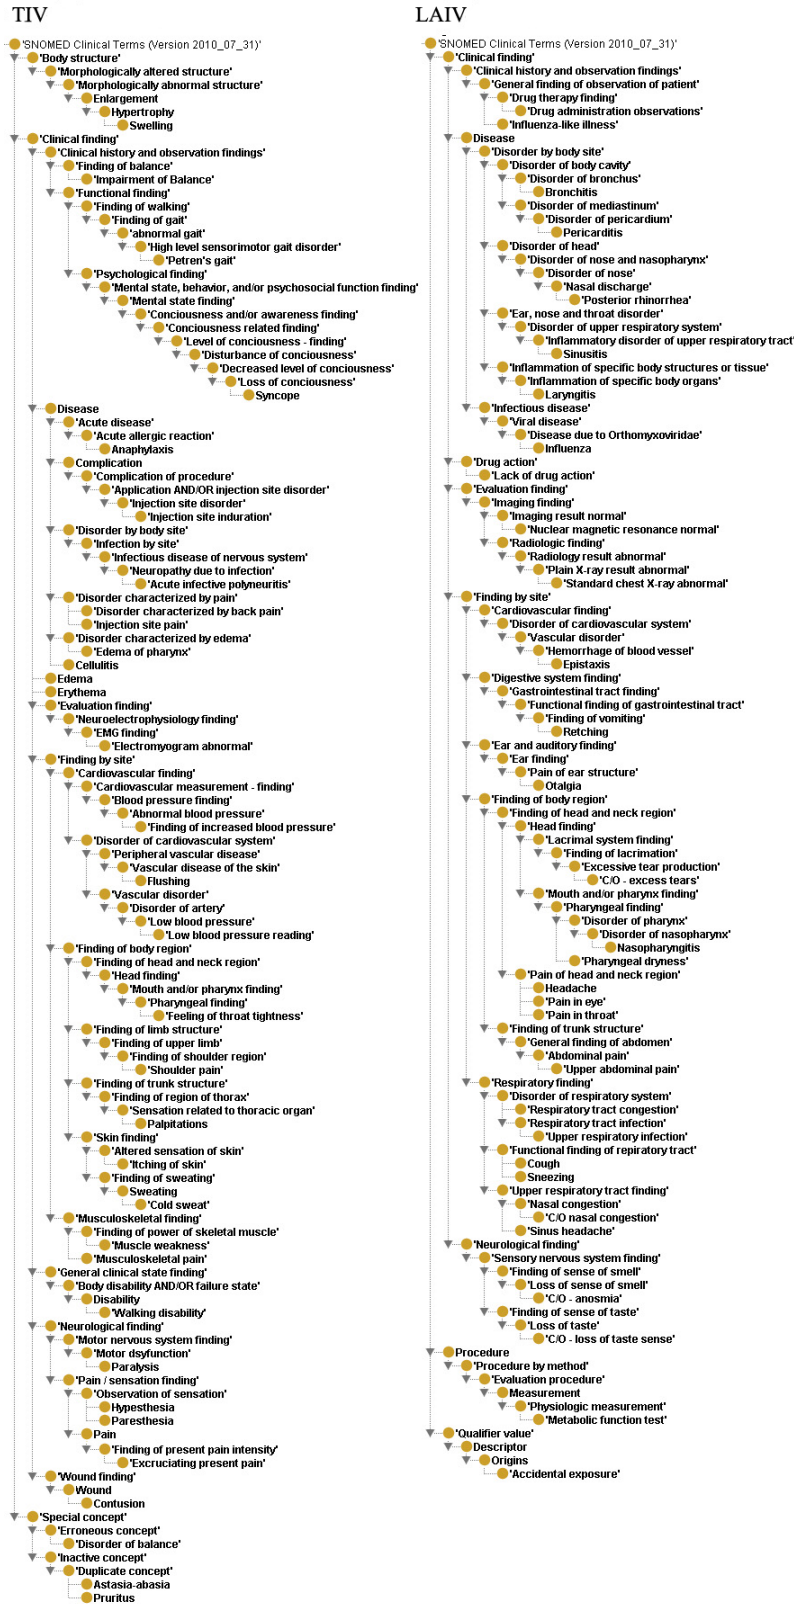 TIV
'SNOMED Clinical Terms (Version 2010_07_31)'
'Body structure'
'Morphologically altered structure'
'Morphologically abnormal structure'
Enlargement
Hypertrophy
Swelling
'Clinical finding'
'Clinical history and observation findings'
'Finding of balance'
'Impairment of Balance'
'Functional finding'
'Finding of walking'
'Finding of gait'
'abnormal gait'
'High level sensorimotor gait disorder'
'Petren's gait'
'Psychological finding'
'Mental state, behavior, and/or psychosocial function finding'
'Mental state finding'
'Conciousness and/or awareness finding'
'Conciousness related finding'
'Level of conciousness - finding'
'Disturbance of conciousness'
'Decreased level of conciousness'
'Loss of conciousness'
Syncope
Disease
'Acute disease'
'Acute allergic reaction'
Anaphylaxis
Complication
'Complication of procedure'
'Application AND/OR injection site disorder'
'Injection site disorder'
'Injection site induration'
'Disorder by body site'
'Infection by site'
'Infectious disease of nervous system'
'Neuropathy due to infection'
'Acute infective polyneuritis'
'Disorder characterized by pain'
'Disorder characterized by back pain'
'Injection site pain'
'Disorder characterized by edema'
'Edema of pharynx'
Cellulitis
Edema
Erythema
'Evaluation finding'
'Neuroelectrophysiology finding'
'EMG finding'
'Electromyogram abnormal'
'Finding by site'
'Cardiovascular finding'
'Cardiovascular measurement - finding'
'Blood pressure finding'
'Abnormal blood pressure'
'Finding of increased blood pressure'
'Disorder of cardiovascular system'
'Peripheral vascular disease'
'Vascular disease of the skin'
Flushing
'Vascular disorder'
'Disorder of artery'
'Low blood pressure'
'Low blood pressure reading'
'Finding of body region'
'Finding of head and neck region'
'Head finding'
'Mouth and/or pharynx finding'
'Pharyngeal finding'
'Feeling of throat tightness'
'Finding of limb structure'
'Finding of upper limb'
'Finding of shoulder region'
'Shoulder pain'
'Finding of trunk structure'
'Finding of region of thorax'
'Sensation related to thoracic organ'
Palpitations
'Skin finding'
'Altered sensation of skin'
'Itching of skin'
'Finding of sweating'
Sweating
'Cold sweat'
'Musculoskeletal finding'
'Finding of power of skeletal muscle'
'Muscle weakness'
'Musculoskeletal pain'
'General clinical state finding'
'Body disability AND/OR failure state'
Disability
'Walking disability'
'Neurological finding'
'Motor nervous system finding'
'Motor dsyfunction'
Paralysis
'Pain / sensation finding'
'Observation of sensation'
Hypesthesia
Paresthesia
Pain
'Finding of present pain intensity'
'Excruciating present pain'
'Wound finding'
Wound
Contusion
'Special concept'
'Erroneous concept'
'Disorder of balance'
'Inactive concept'
'Duplicate concept'
Astasia-abasia
Pruritus
LAIV
'SNOMED Clinical Terms (Version 2010_07_31)'
'Clinical finding'
'Clinical history and observation findings'
'General finding of observation of patient'
'Drug therapy finding'
'Drug administration observations'
'Influenza-like illness'
Disease
'Disorder by body site'
'Disorder of body cavity'
'Disorder of bronchus'
Bronchitis
'Disorder of mediastinum'
'Disorder of pericardium'
Pericarditis
'Disorder of head'
'Disorder of nose and nasopharynx'
'Disorder of nose'
'Nasal discharge'
'Posterior rhinorrhea'
'Ear, nose and throat disorder'
'Disorder of upper respiratory system'
'Inflammatory disorder of upper respiratory tract'
Sinusitis
'Inflammation of specific body structures or tissue'
'Inflammation of specific body organs'
Laryngitis
'Infectious disease'
'Viral disease'
'Disease due to Orthomyxoviridae'
Influenza
'Drug action'
'Lack of drug action'
'Evaluation finding'
'Imaging finding'
'Imaging result normal'
'Nuclear magnetic resonance normal'
'Radiologic finding'
'Radiology result abnormal'
'Plain X-ray result abnormal'
'Standard chest X-ray abnormal'
'Finding by site'
'Cardiovascular finding'
'Disorder of cardiovascular system'
'Vascular disorder'
'Hemorrhage of blood vessel'
Epistaxis
'Digestive system finding'
'Gastrointestinal tract finding'
'Functional finding of gastrointestinal tract'
'Finding of vomiting'
Retching
'Ear and auditory finding'
'Ear finding'
'Pain of ear structure'
Otalgia
'Finding of body region'
'Finding of head and neck region'
'Head finding'
'Lacrimal system finding'
'Finding of lacrimation'
'Excessive tear production'
'C/O - excess tears'
'Mouth and/or pharynx finding'
'Pharyngeal finding'
'Disorder of pharynx'
'Disorder of nasopharynx'
Nasopharyngitis
'Pharyngeal dryness'
'Pain of head and neck region'
Headache
'Pain in eye'
'Pain in throat'
'Finding of trunk structure'
'General finding of abdomen'
'Abdominal pain'
'Upper abdominal pain'
'Respiratory finding'
'Disorder of respiratory system'
'Respiratory tract congestion'
'Respiratory tract infection'
'Upper respiratory infection'
'Functional finding of repiratory tract'
Cough
Sneezing
'Upper respiratory tract finding'
'Nasal congestion'
'C/O nasal congestion'
'Sinus headache'
'Neurological finding'
'Sensory nervous system finding'
'Finding of sense of smell'
'Loss of sense of smell'
'C/O - anosmia'
'Finding of sense of taste'
'Loss of taste'
'C/O - loss of taste sense'
Procedure
'Procedure by method'
'Evaluation procedure'
Measurement
'Physiologic measurement'
'Metabolic function test'
'Qualifier value'
Descriptor
Origins
'Accidental exposure'